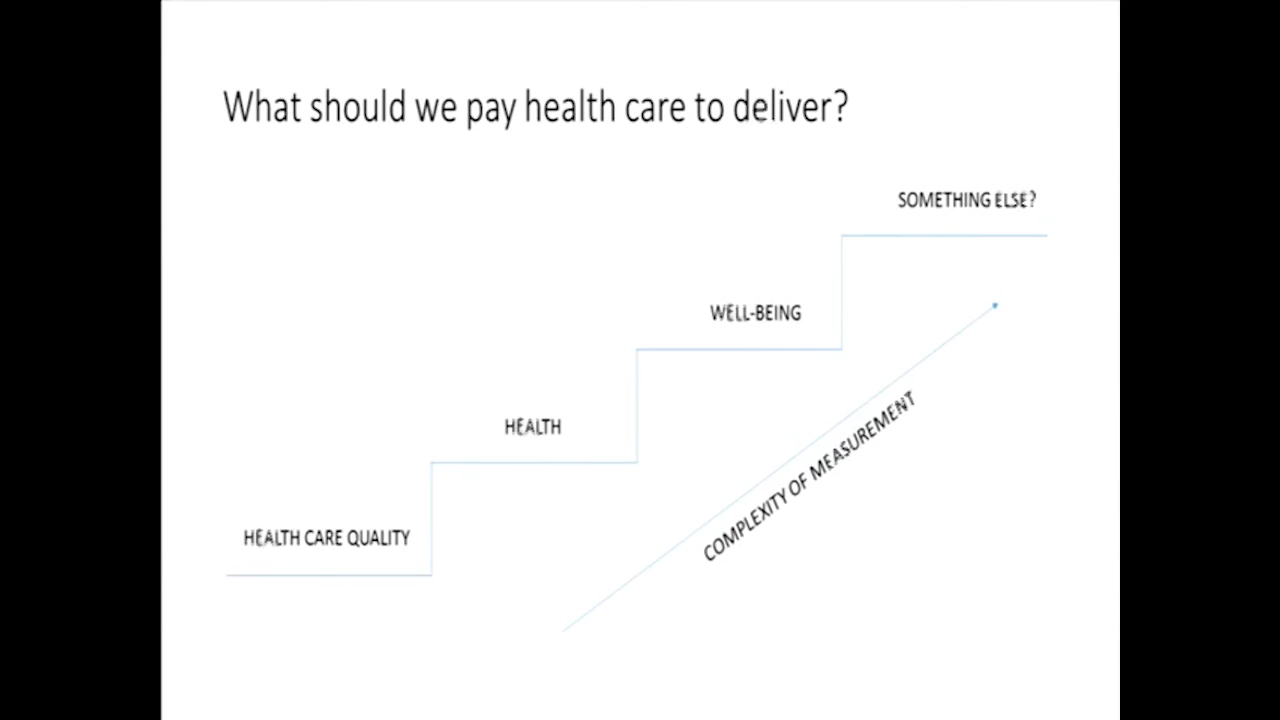 What should we pay health care to deliver?
SOMETHING ELSE?
WELL-BEING
HEALTH
HEALTH CARE QUALITY
COMPLEXITY OF MEASUREMENT